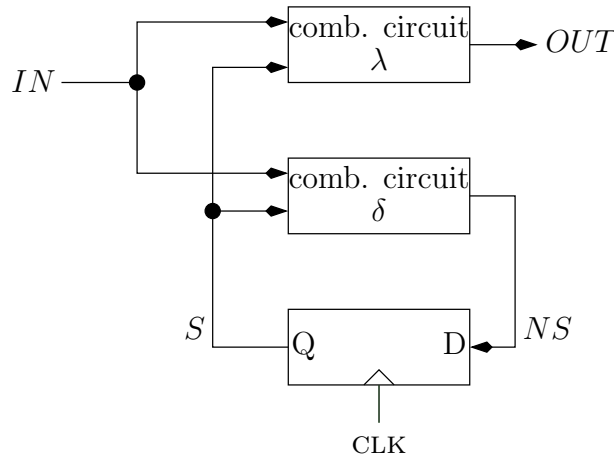 comb. circuit
λ
OUT
IN
comb. circuit
δ
S
Q
D
NS
CLK